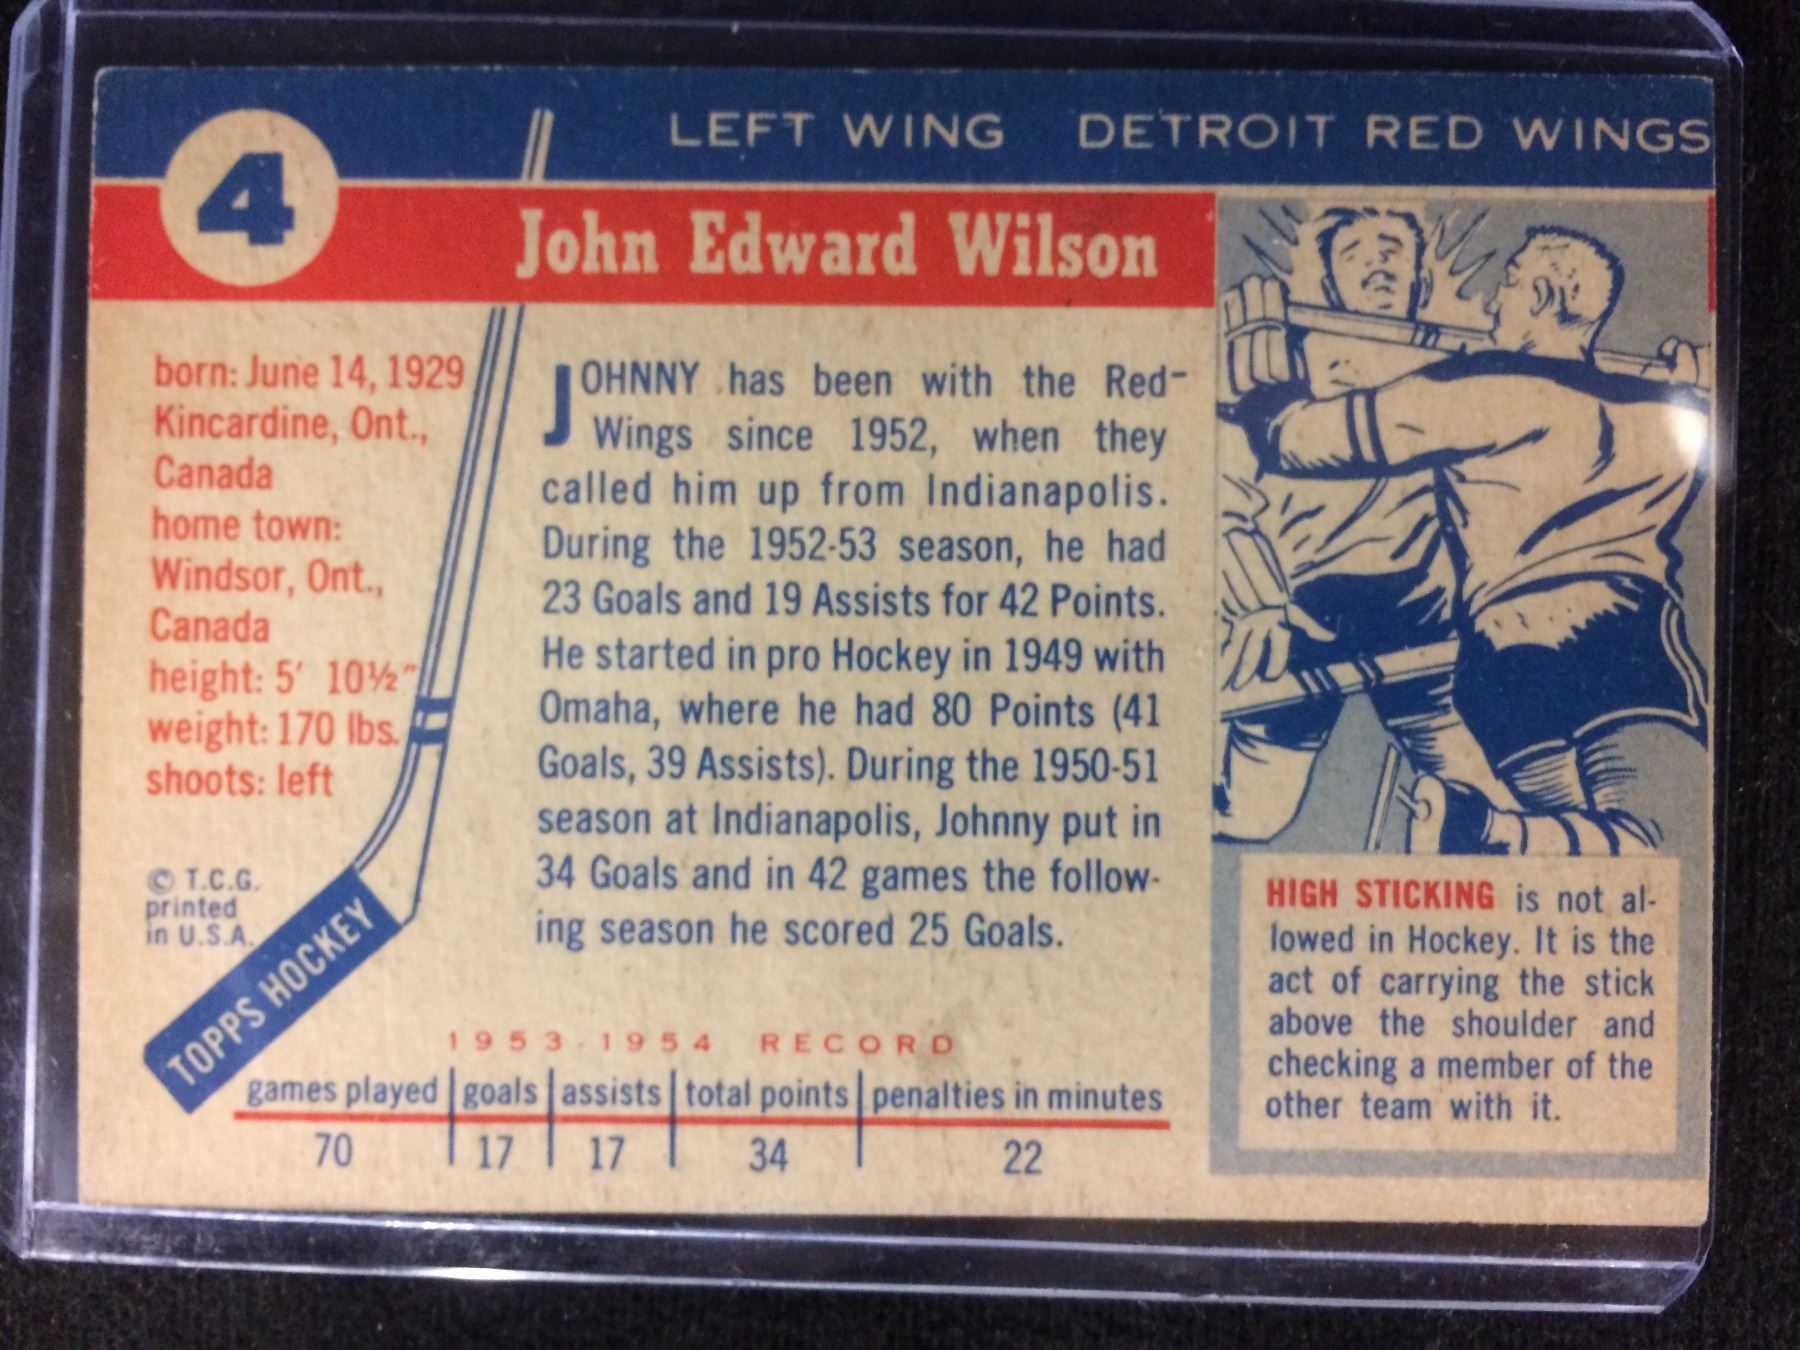 4
LEFT WING DETROIT RED WINGS
John Edward Wilson
born: June 14, 1929
Kincardine, Ont.,
Canada
home town:
Windsor, Ont.,
Canada
height: 5' 10½"
weight: 170 lbs.
shoots: left
© T.C.G.
printed
in U.S.A.
TOPPS HOCKEY
JOHNNY has been with the Red-
Wings since 1952, when they
called him up from Indianapolis.
During the 1952-53 season, he had
23 Goals and 19 Assists for 42 Points.
He started in pro Hockey in 1949 with
Omaha, where he had 80 Points (41
Goals, 39 Assists). During the 1950-51
season at Indianapolis, Johnny put in
34 Goals and in 42 games the follow-
ing season he scored 25 Goals.
1953-1954 RECORD
games played goals assists total points penalties in minutes
70 17 17 34 22
HIGH STICKING is not al-
lowed in Hockey. It is the
act of carrying the stick
above the shoulder and
checking a member of the
other team with it.